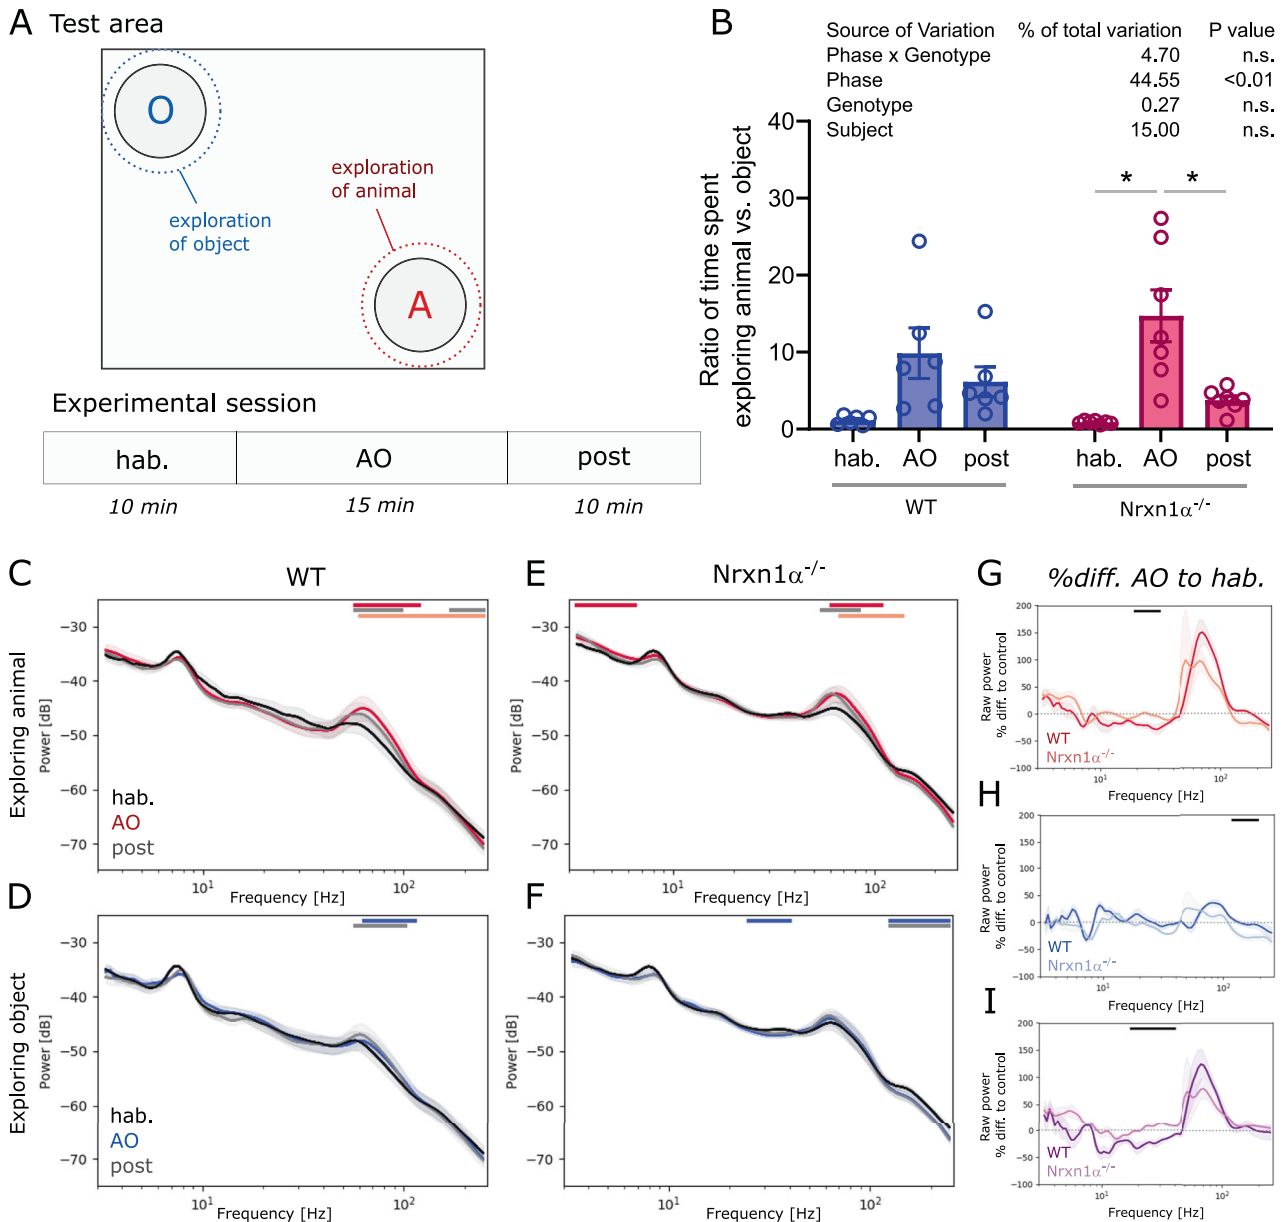 A Test area
O
exploration
of object
exploration
of animal
A
Experimental session
hab. AO post
10 min 15 min 10 min
B
Source of Variation % of total variation P value
Phase x Genotype 4.70 n.s.
Phase 44.55 <0.01
Genotype 0.27 n.s.
Subject 15.00 n.s.
Ratio of time spent
exploring animal vs. object
40
30
20
10
0
* *
hab. AO post hab. AO post
WT Nrxn1α-/-
C WT
Exploring animal
Power [dB]
−30
−40
−50
−60
−70
hab.
AO
post
10¹ 10²
Frequency [Hz]
E Nrxn1α-/-
Power [dB]
−30
−40
−50
−60
−70
10¹ 10²
Frequency [Hz]
D
Exploring object
Power [dB]
−30
−40
−50
−60
−70
hab.
AO
post
10¹ 10²
Frequency [Hz]
F
Power [dB]
−30
−40
−50
−60
−70
10¹ 10²
Frequency [Hz]
G %diff. AO to hab.
Raw power
% diff. to control
200
150
100
50
0
−50
−100
WT
Nrxn1α-/-
10¹ 10²
Frequency [Hz]
H
Raw power
% diff. to control
200
150
100
50
0
−50
−100
WT
Nrxn1α-/-
10¹ 10²
Frequency [Hz]
I
Raw power
% diff. to control
200
150
100
50
0
−50
−100
WT
Nrxn1α-/-
10¹ 10²
Frequency [Hz]